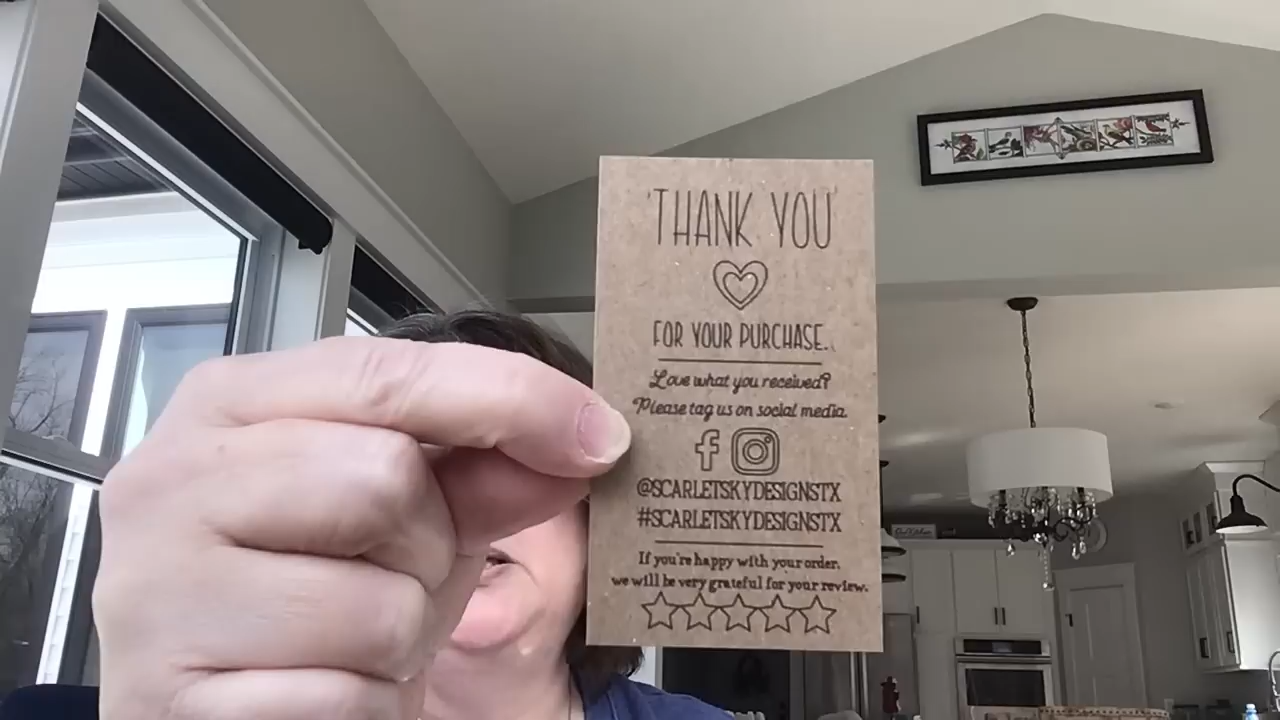 THANK YOU
FOR YOUR PURCHASE.
Love what you received?
Please tag us on social media.
@SCARLETSKYDESIGNSTX
#SCARLETSKYDESIGNSTX
If you're happy with your order,
we will be very grateful for your review.